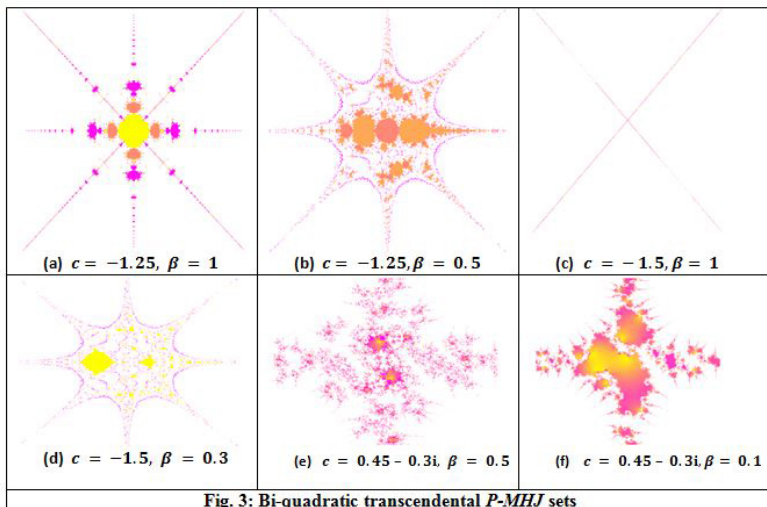 (a) c = −1.25, β = 1
(b) c = −1.25, β = 0.5
(c) c = −1.5, β = 1
(d) c = −1.5, β = 0.3
(e) c = 0.45 – 0.3i, β = 0.5
(f) c = 0.45 – 0.3i, β = 0.1
Fig. 3: Bi-quadratic transcendental P-MHJ sets